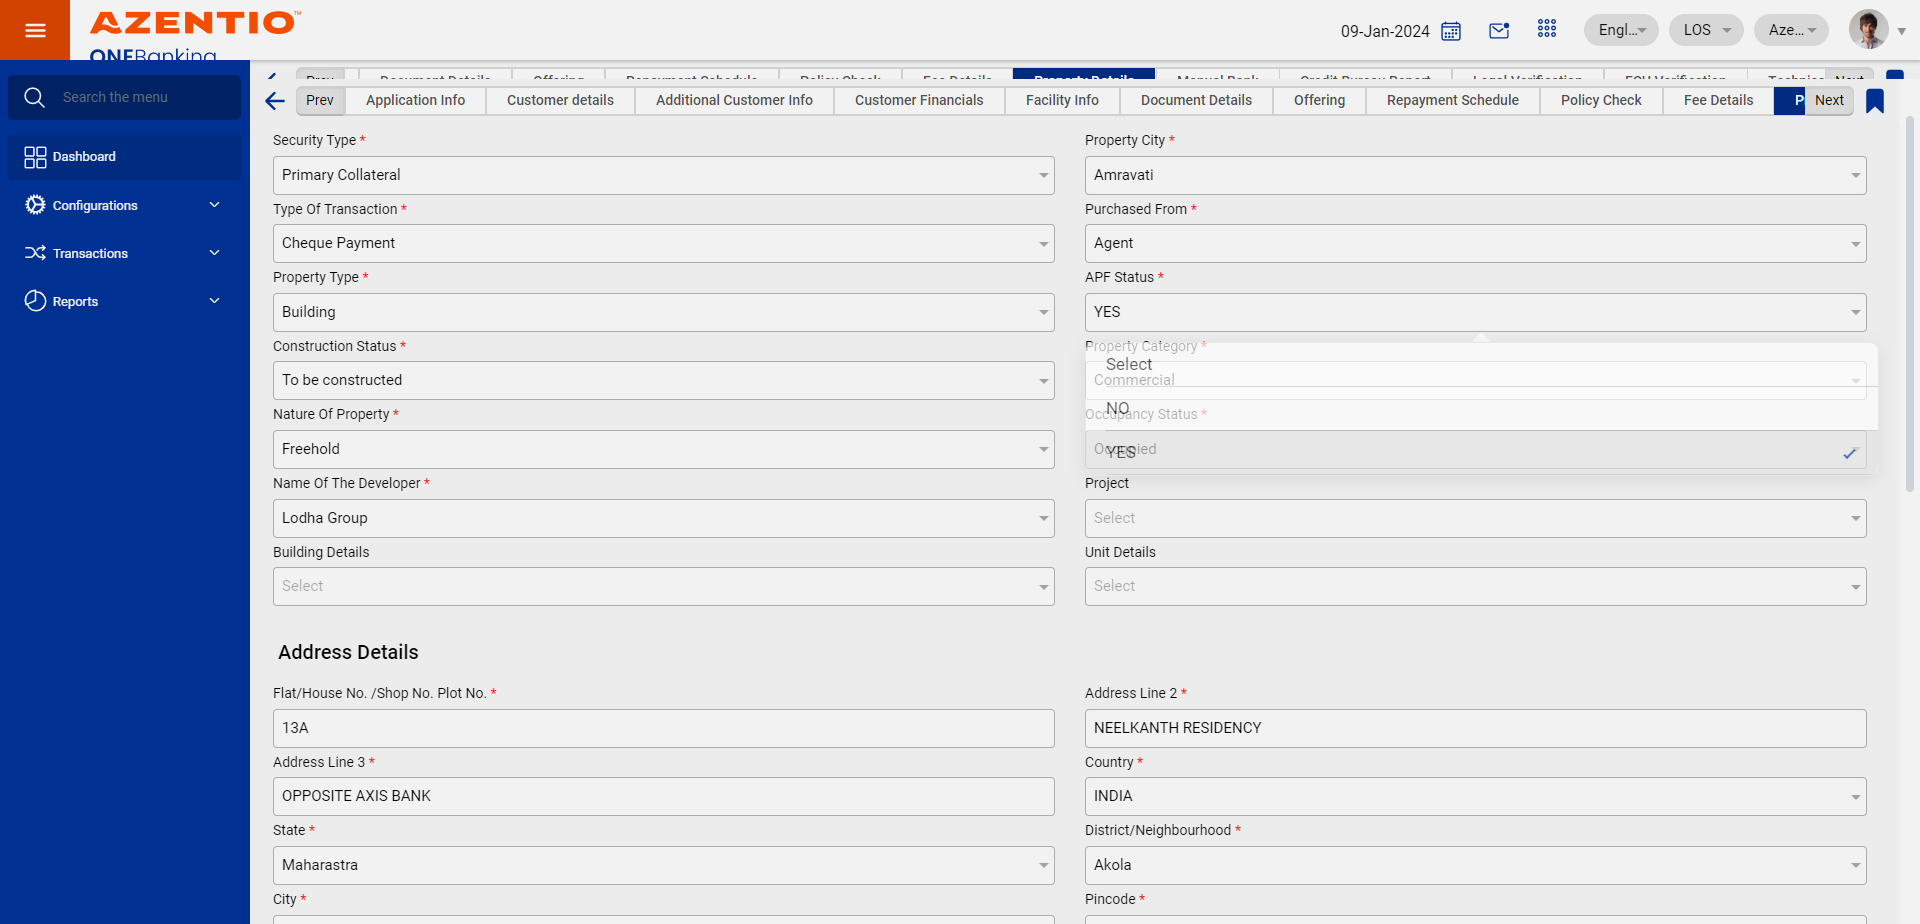 AZENTIO™
ONEBanking
09-Jan-2024
Engl...
LOS
Aze...
Search the menu
Dashboard
Configurations
Transactions
Reports
Prev Document Details Offering Repayment Schedule Policy Check Fee Details Property Details Manual Bank Credit Bureau Report Legal Verification FCU Verification Technical Next
Prev Application Info Customer details Additional Customer Info Customer Financials Facility Info Document Details Offering Repayment Schedule Policy Check Fee Details P Next
Security Type *
Property City *
Primary Collateral
Amravati
Type Of Transaction *
Purchased From *
Cheque Payment
Agent
Property Type *
APF Status *
Building
YES
Construction Status *
Property Category *
Select
To be constructed
Commercial
NO
Nature Of Property *
Occupancy Status *
Freehold
Occupied
YES
Name Of The Developer *
Project
Lodha Group
Select
Building Details
Unit Details
Select
Select
Address Details
Flat/House No. /Shop No. Plot No. *
Address Line 2 *
13A
NEELKANTH RESIDENCY
Address Line 3 *
Country *
OPPOSITE AXIS BANK
INDIA
State *
District/Neighbourhood *
Maharastra
Akola
City *
Pincode *